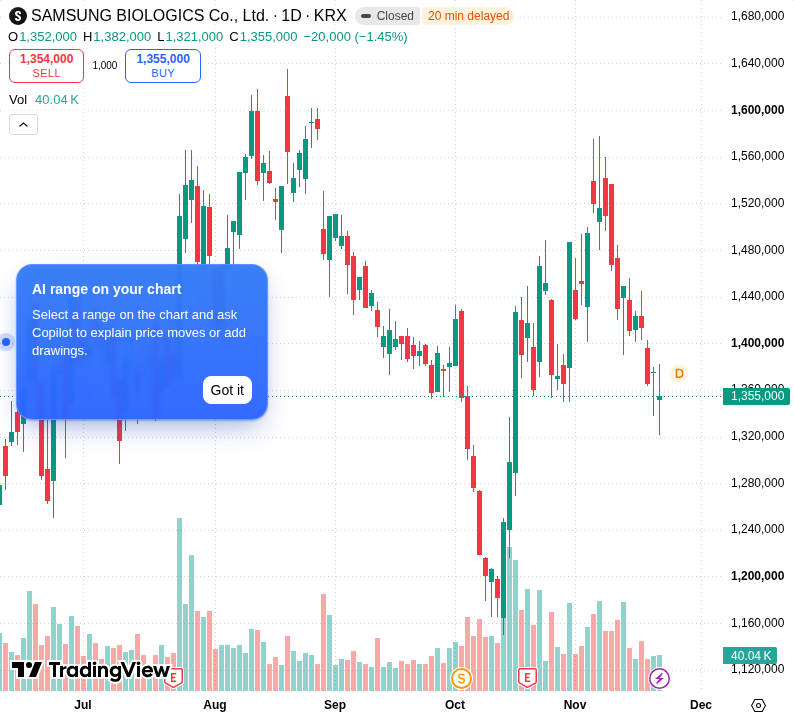 SAMSUNG BIOLOGICS Co., Ltd. · 1D · KRX
Closed
20 min delayed
O1,352,000 H1,382,000 L1,321,000 C1,355,000 −20,000 (−1.45%)
1,354,000
SELL
1,000
1,355,000
BUY
Vol 40.04 K
AI range on your chart
Select a range on the chart and ask
Copilot to explain price moves or add
drawings.
Got it
D
1,680,000
1,640,000
1,600,000
1,560,000
1,520,000
1,480,000
1,440,000
1,400,000
1,355,000
1,320,000
1,280,000
1,240,000
1,200,000
1,160,000
40.04 K
1,120,000
TradingView
E
S
E
Jul Aug Sep Oct Nov Dec